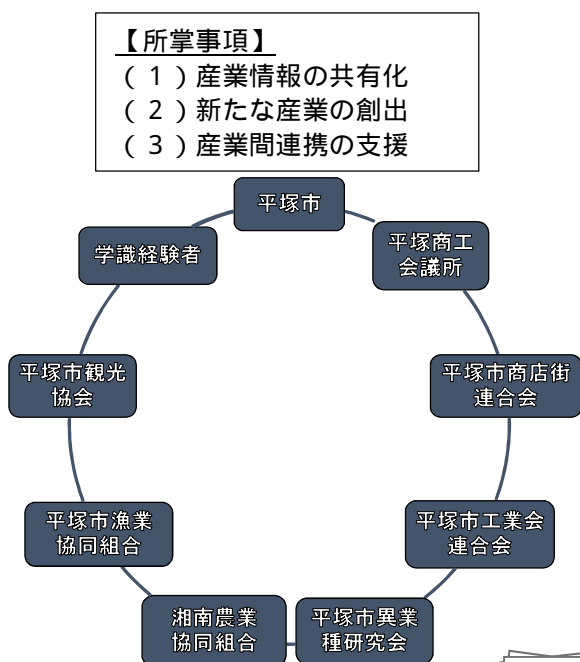 【所掌事項】
(1)産業情報の共有化
(2)新たな産業の創出
(3)産業間連携の支援
平塚市
平塚商工
会議所
平塚市商店街
連合会
平塚市工業会
連合会
平塚市異業
種研究会
湘南農業
協同組合
平塚市漁業
協同組合
平塚市観光
協会
学識経験者